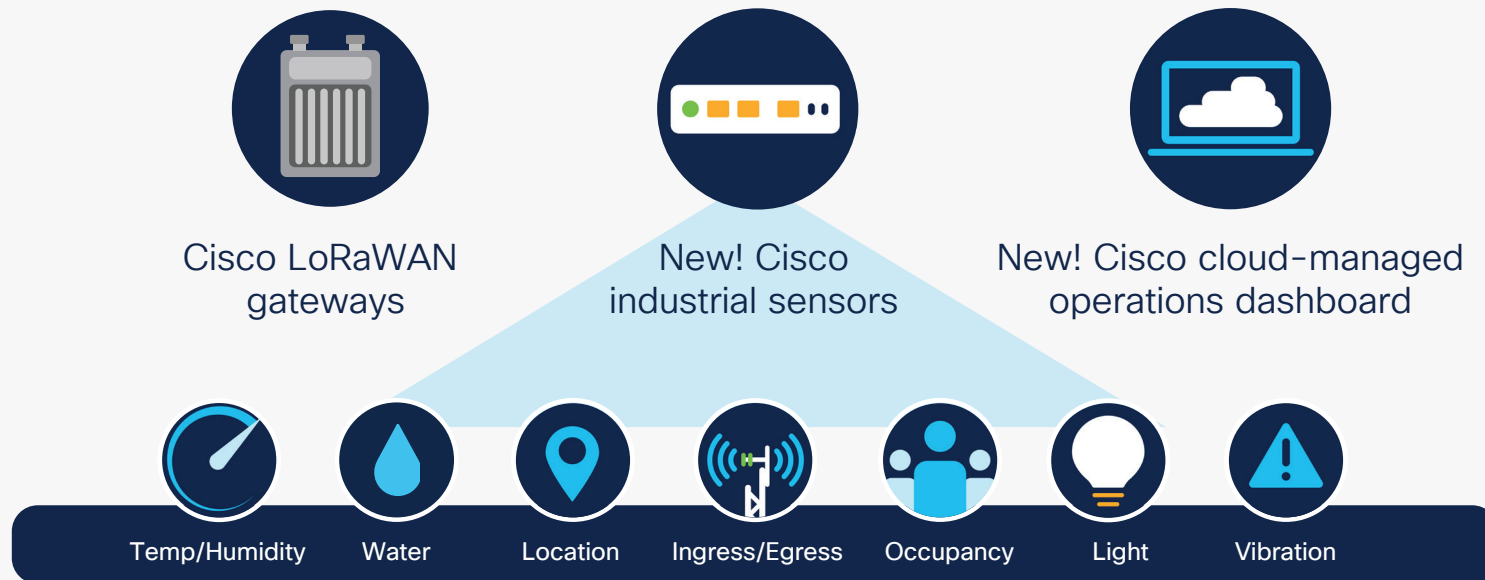 Cisco LoRaWAN
gateways
New! Cisco
industrial sensors
New! Cisco cloud-managed
operations dashboard
Temp/Humidity
Water
Location
Ingress/Egress
Occupancy
Light
Vibration